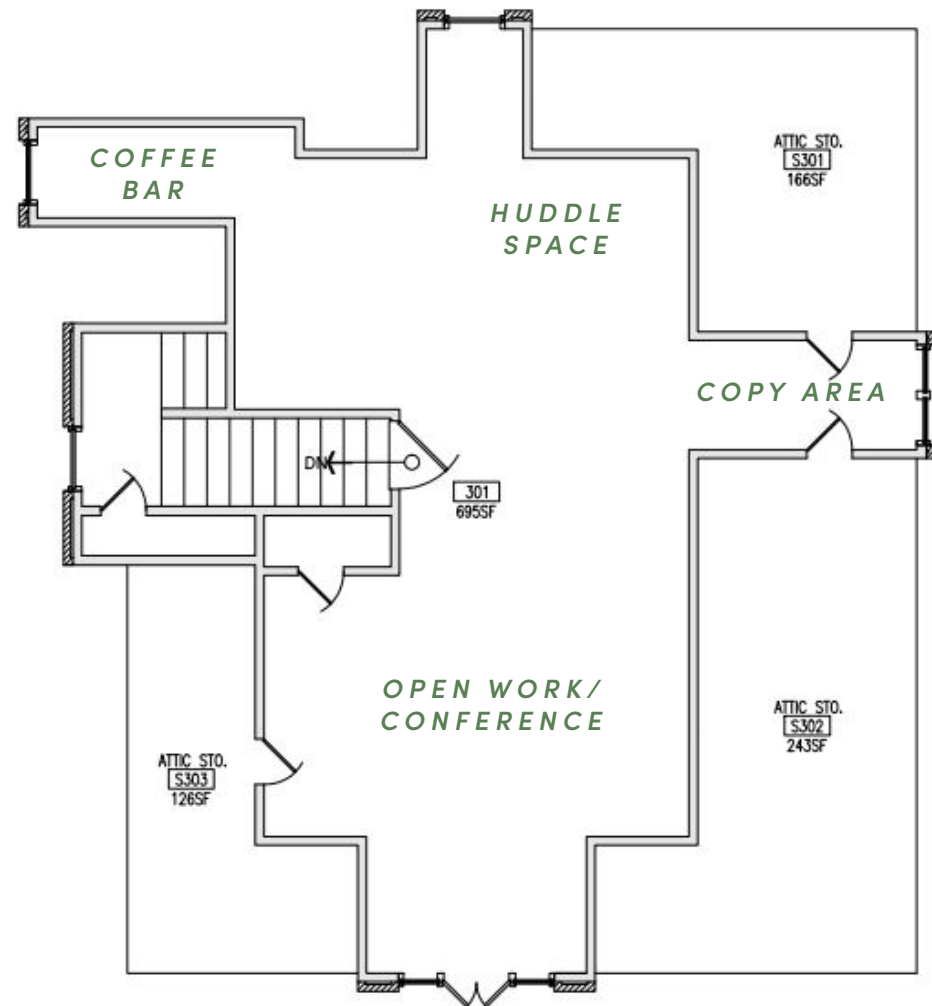 COFFEE
BAR
ATTIC STO.
S301
166SF
HUDDLE
SPACE
COPY AREA
DN
301
695SF
OPEN WORK/
CONFERENCE
ATTIC STO.
S302
243SF
ATTIC STO.
S303
126SF